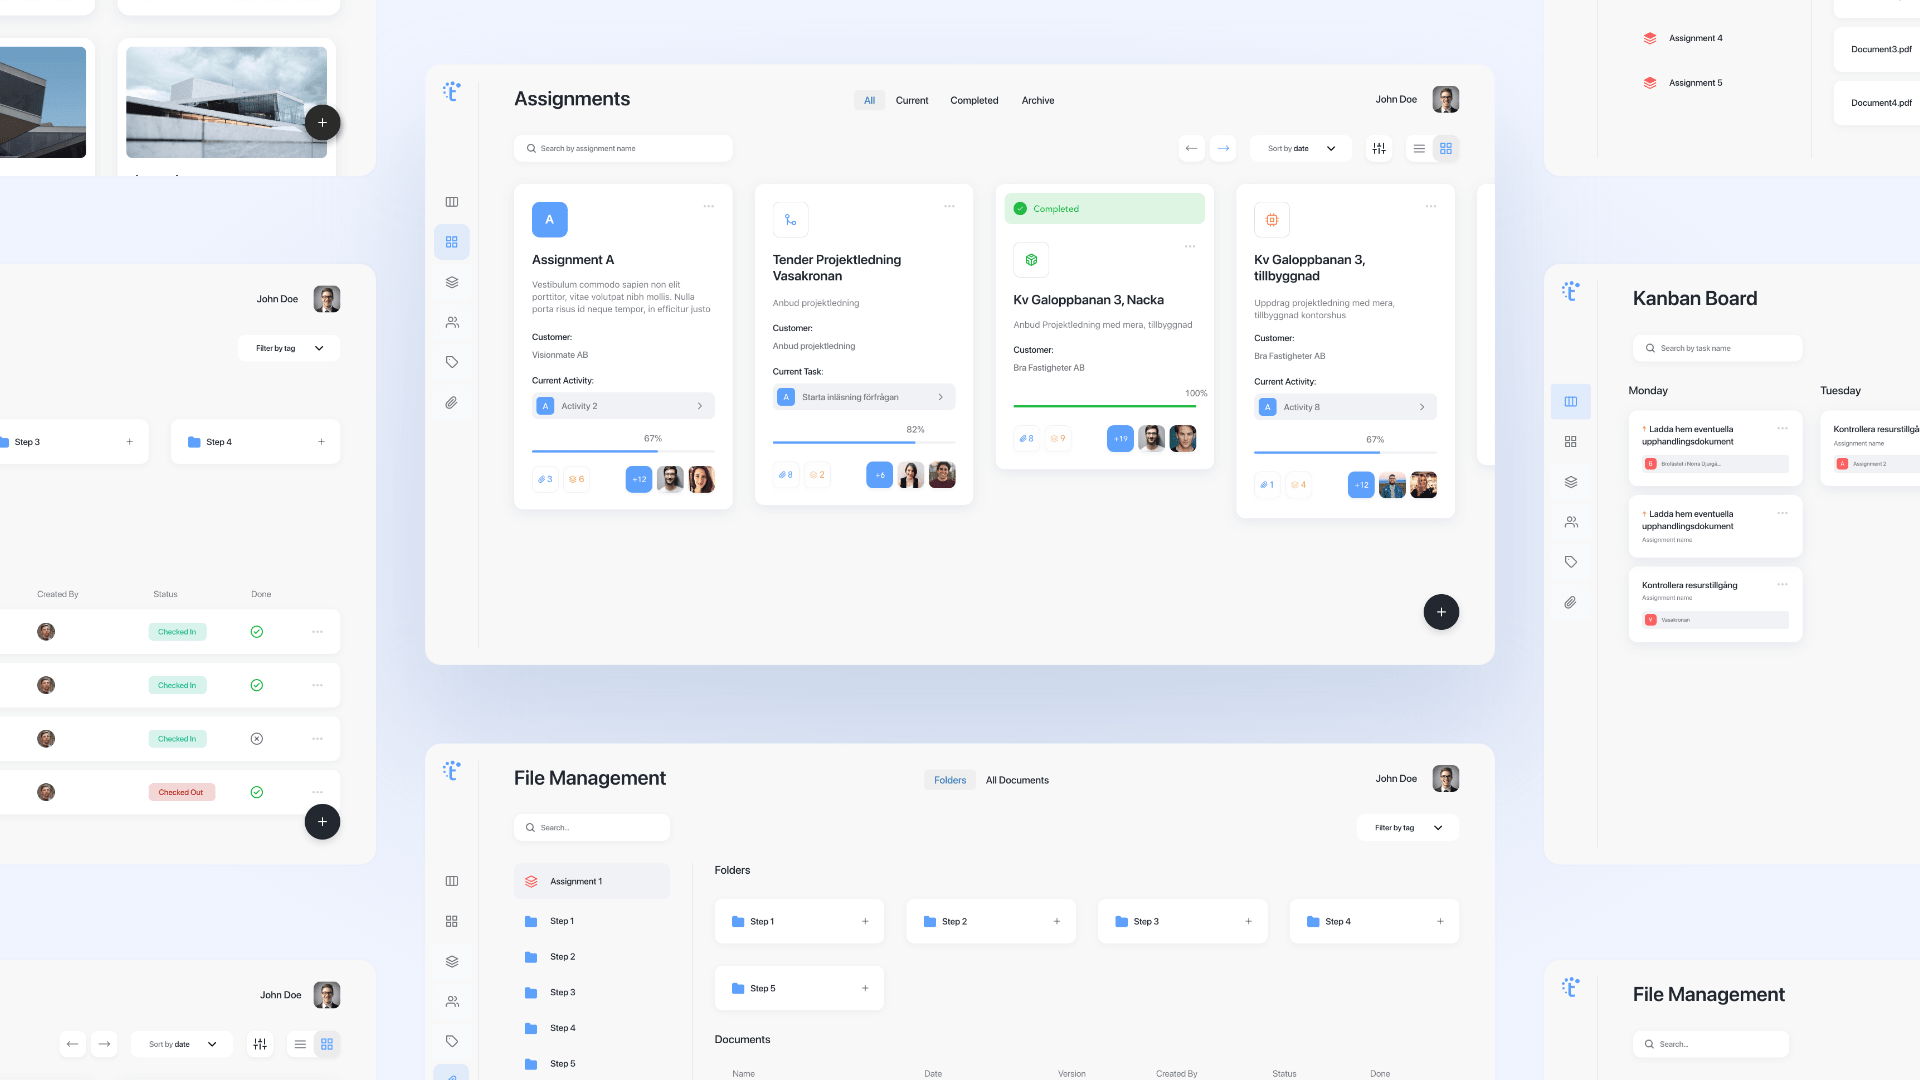 Assignments
All
Current
Completed
Archive
John Doe
Search by assignment name
Sort by date
A
Assignment A
Vestibulum commodo sapien non elit
porttitor, vitae volutpat nibh mollis. Nulla
porta risus id neque tempor, in efficitur justo
Customer:
Visionmate AB
Current Activity:
A Activity 2
67%
3
6
+12
Tender Projektledning
Vasakronan
Anbud projektledning
Customer:
Anbud projektledning
Current Task:
A Starta inläsning förfrågan
82%
8
2
+6
Completed
Kv Galoppbanan 3, Nacka
Anbud Projektledning med mera, tillbyggnad
Customer:
Bra Fastigheter AB
100%
8
9
+19
Kv Galoppbanan 3,
tillbyggnad
Uppdrag projektledning med mera,
tillbyggnad kontorshus
Customer:
Bra Fastigheter AB
Current Activity:
A Activity 8
67%
1
4
+12
File Management
Folders
All Documents
John Doe
Search...
Filter by tag
Assignment 1
Step 1
Step 2
Step 3
Step 4
Step 5
Folders
Step 1
Step 2
Step 3
Step 4
Step 5
Documents
Name
Date
Version
Created By
Status
Done
John Doe
Filter by tag
Step 3
Step 4
Created By
Status
Done
Checked In
Checked In
Checked In
Checked Out
John Doe
Sort by date
Assignment 4
Assignment 5
Document3.pdf
Document4.pdf
Kanban Board
Search by task name
Monday
Tuesday
Ladda hem eventuella
upphandlingsdokument
B
Ladda hem eventuella
upphandlingsdokument
Assignment name
Kontrollera resurstillgång
Assignment name
V Vasakronan
Kontrollera resurstillgå
Assignment name
A Assignment 2
File Management
Search...